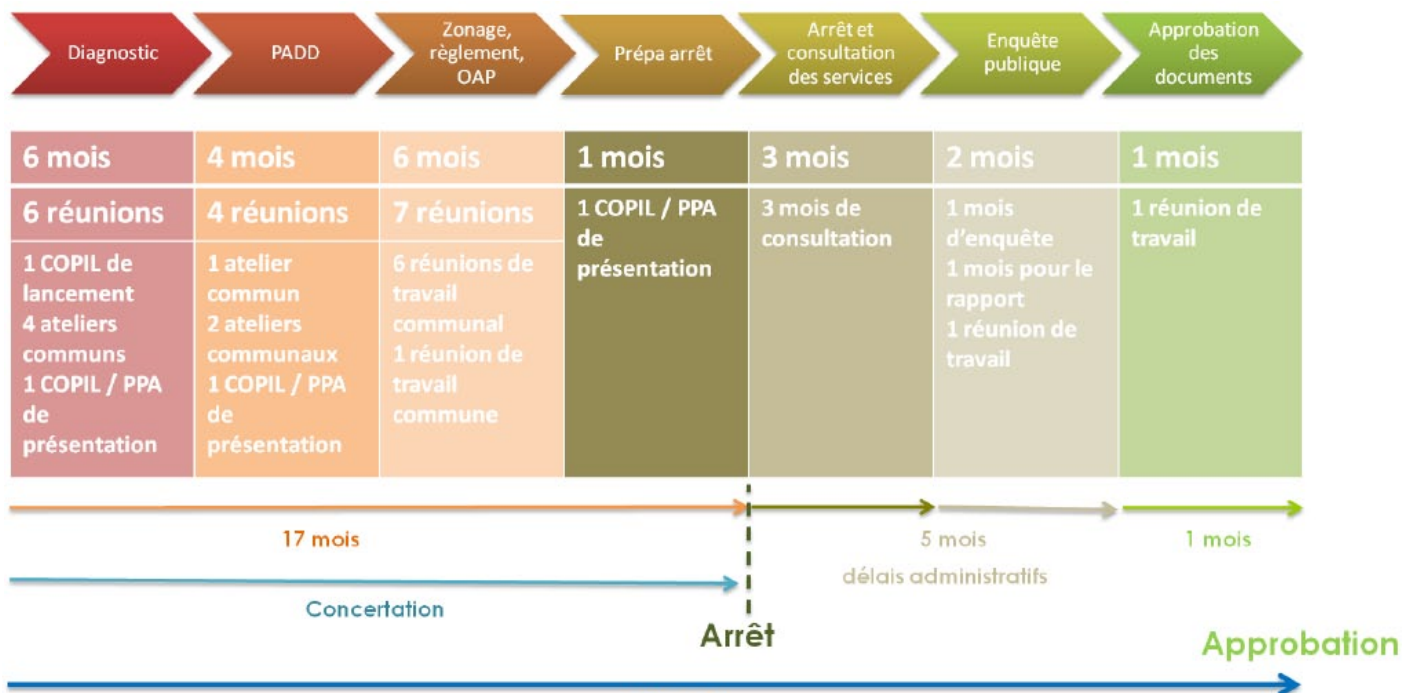 Diagnostic
PADD
Zonage,
règlement,
OAP
Prépa arrêt
Arrêt et
consultation
des services
Enquête
publique
Approbation
des
documents
6 mois
4 mois
6 mois
1 mois
3 mois
2 mois
1 mois
6 réunions
1 COPIL de
lancement
4 ateliers
communs
1 COPIL / PPA
de
présentation
4 réunions
1 atelier
commun
2 ateliers
communaux
1 COPIL / PPA
de
présentation
7 réunions
6 réunions de
travail
communal
1 réunion de
travail
commune
1 COPIL / PPA
de
présentation
3 mois de
consultation
1 mois
d'enquête
1 mois pour le
rapport
1 réunion de
travail
1 réunion de
travail
17 mois
5 mois
délais administratifs
1 mois
Concertation
Arrêt
Approbation